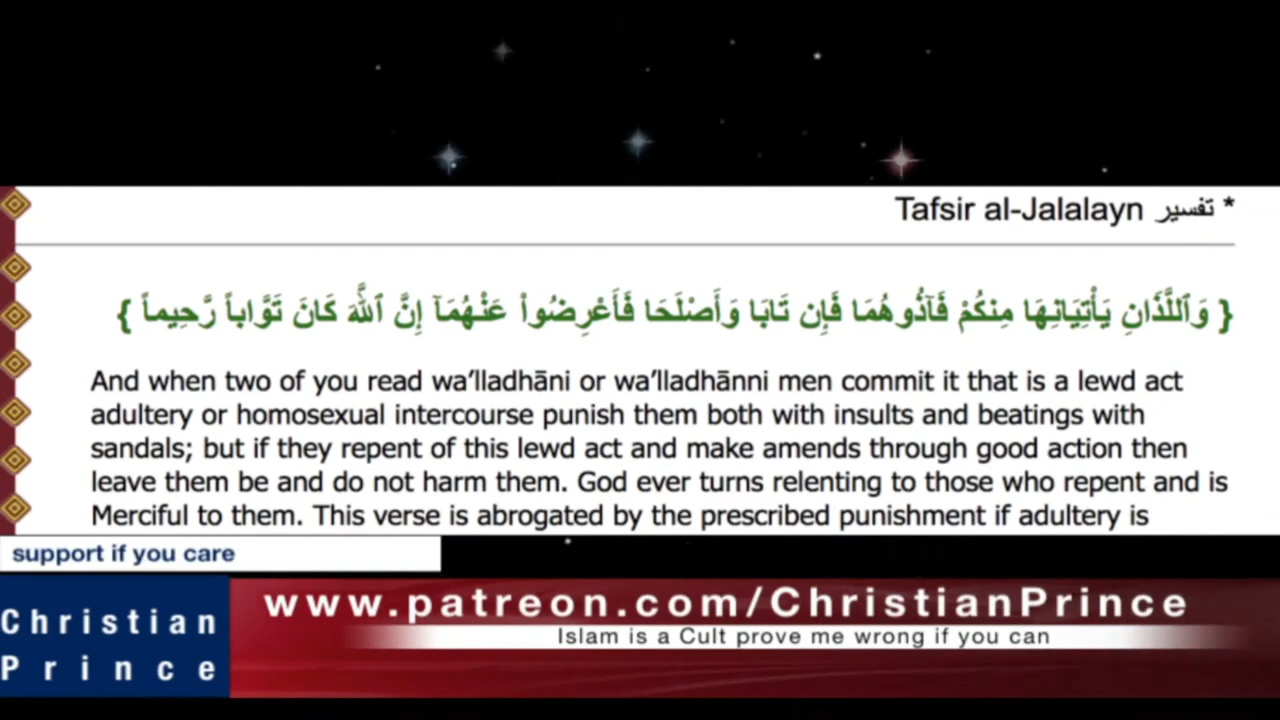 * تفسير Tafsir al-Jalalayn
{ وَٱللَّذَانِ يَأْتِيَانِهَا مِنكُمْ فَآذُوهُمَا فَإِن تَابَا وَأَصْلَحَا فَأَعْرِضُواْ عَنْهُمَآ إِنَّ ٱللَّهَ كَانَ تَوَّاباً رَّحِيماً }
And when two of you read wa’lladhāni or wa’lladhānni men commit it that is a lewd act
adultery or homosexual intercourse punish them both with insults and beatings with
sandals; but if they repent of this lewd act and make amends through good action then
leave them be and do not harm them. God ever turns relenting to those who repent and is
Merciful to them. This verse is abrogated by the prescribed punishment if adultery is
support if you care
Christian
Prince
www.patreon.com/ChristianPrince
Islam is a Cult prove me wrong if you can